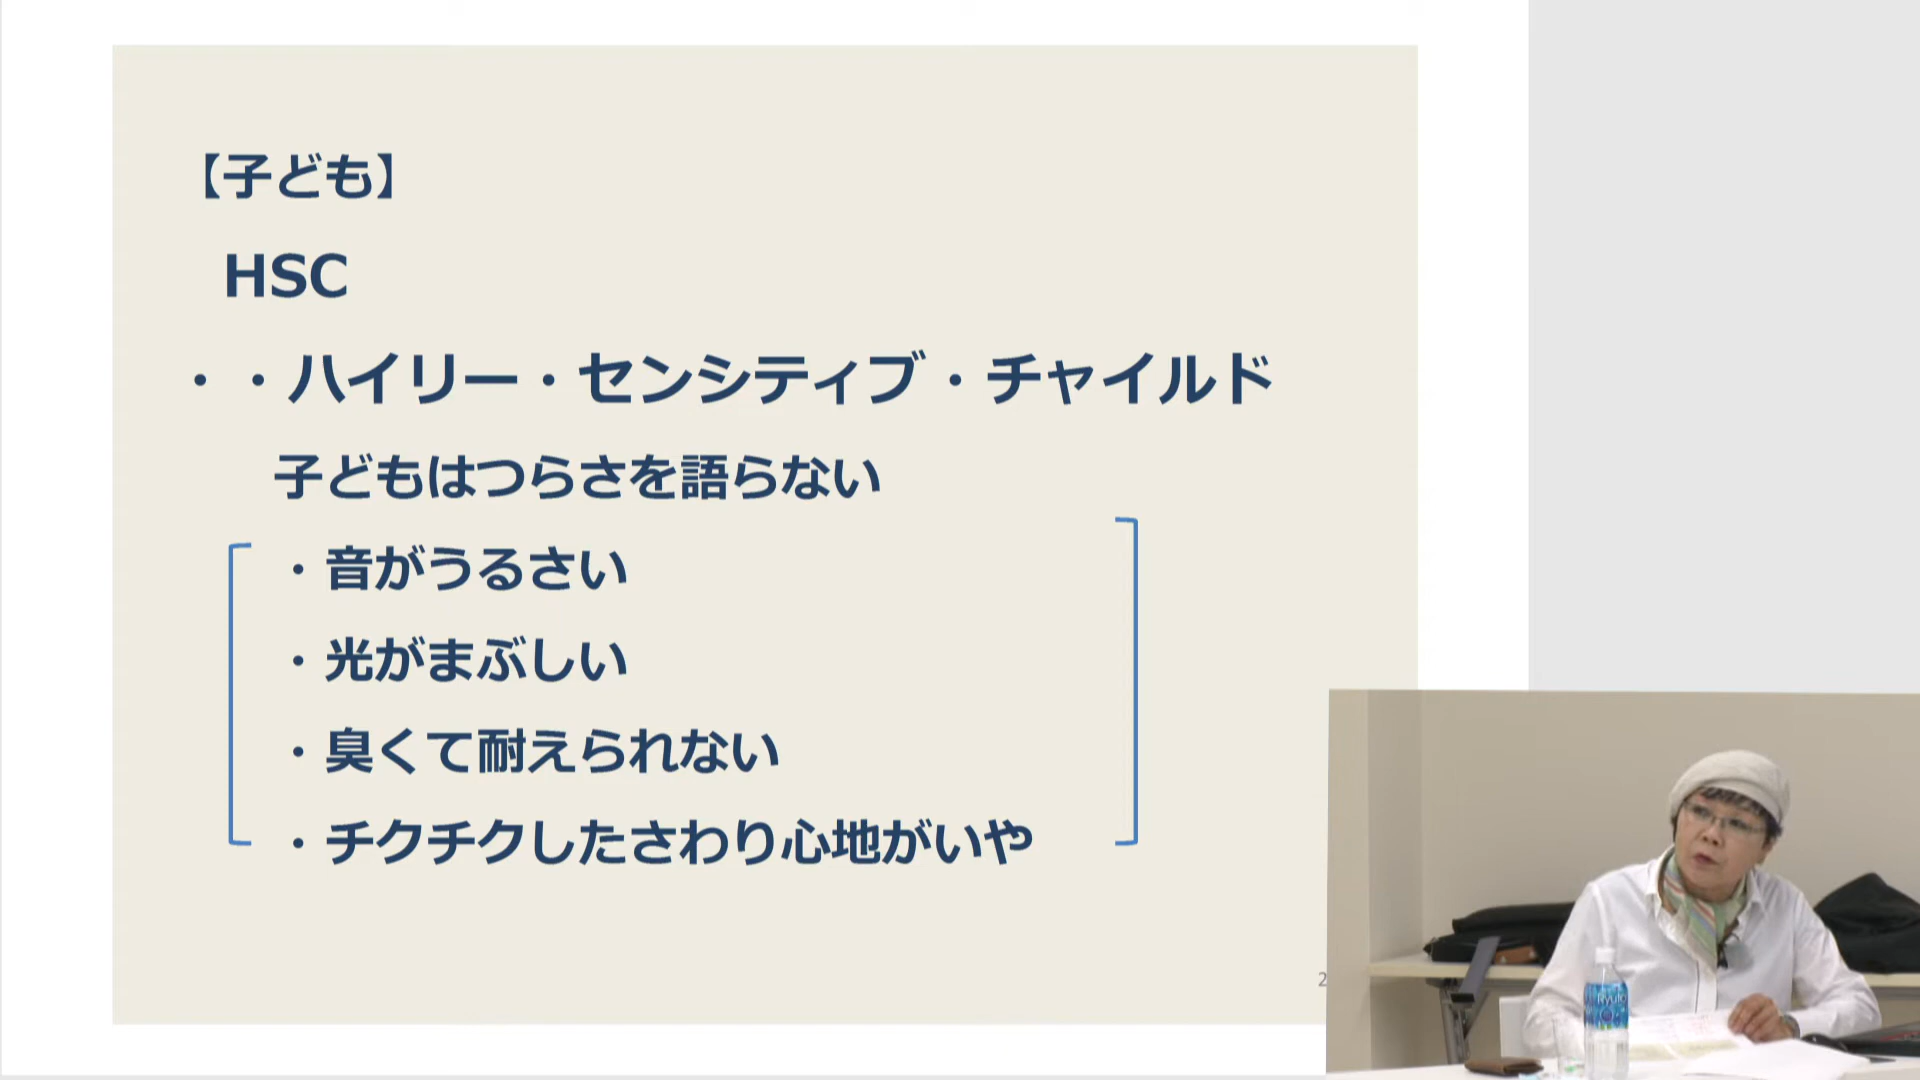 【子ども】
HSC
・・ハイリー・センシティブ・チャイルド
子どもはつらさを語らない
・音がうるさい
・光がまぶしい
・臭くて耐えられない
・チクチクしたさわり心地がいや
2
Ryuto